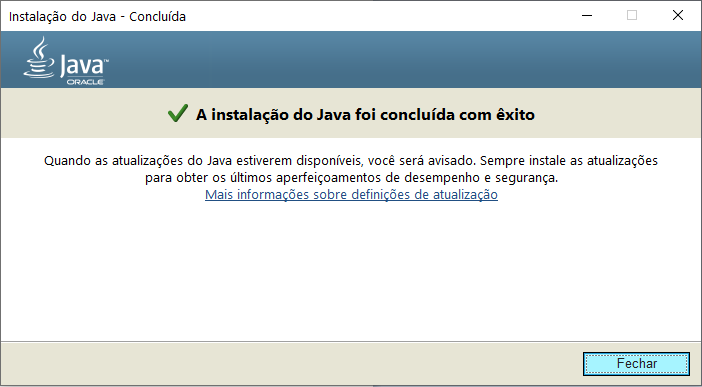 Instalação do Java - Concluída
Java™
ORACLE
A instalação do Java foi concluída com êxito
Quando as atualizações do Java estiverem disponíveis, você será avisado. Sempre instale as atualizações
para obter os últimos aperfeiçoamentos de desempenho e segurança.
Mais informações sobre definições de atualização
Fechar